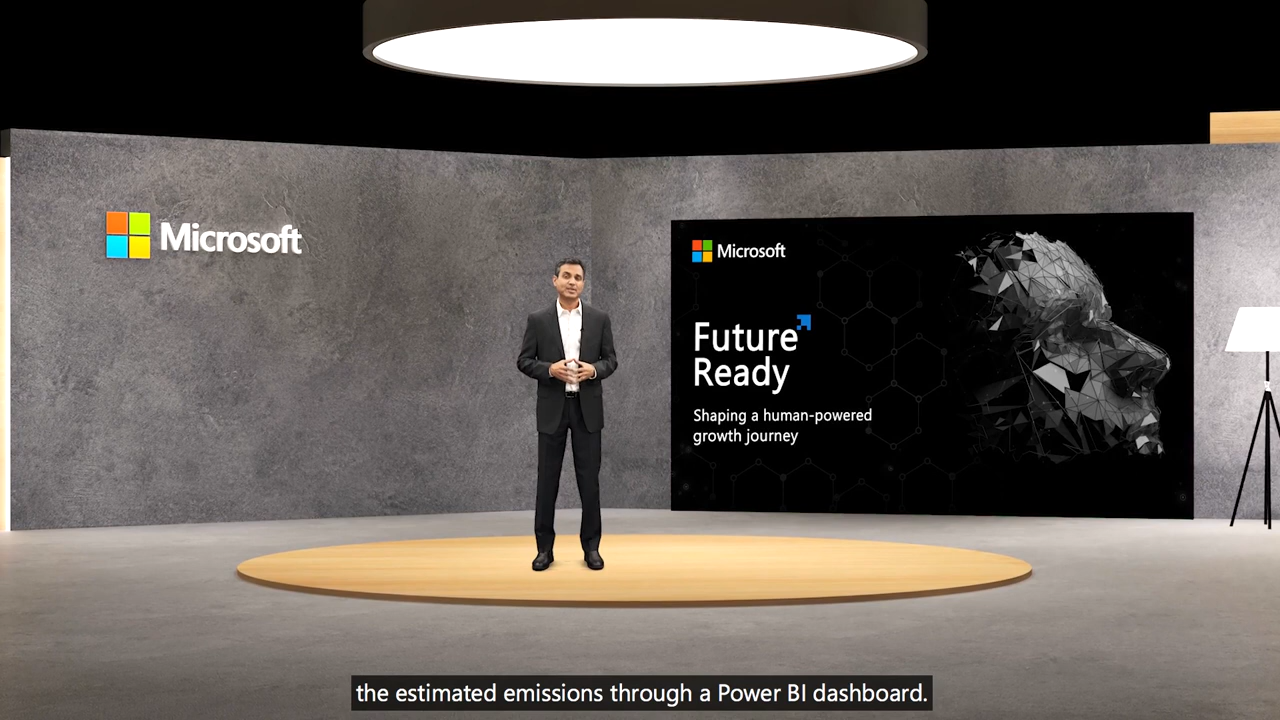 Microsoft
Microsoft
Future
Ready
Shaping a human-powered
growth journey
the estimated emissions through a Power BI dashboard.